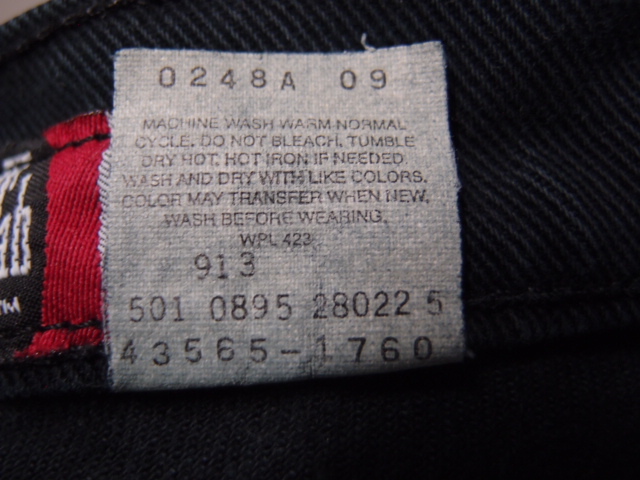 0248A 09
MACHINE WASH WARM NORMAL
CYCLE. DO NOT BLEACH. TUMBLE
DRY HOT. HOT IRON IF NEEDED.
WASH AND DRY WITH LIKE COLORS.
COLOR MAY TRANSFER WHEN NEW,
WASH BEFORE WEARING.
WPL 423
913
501 0895 28022 5
43565-1760
TM